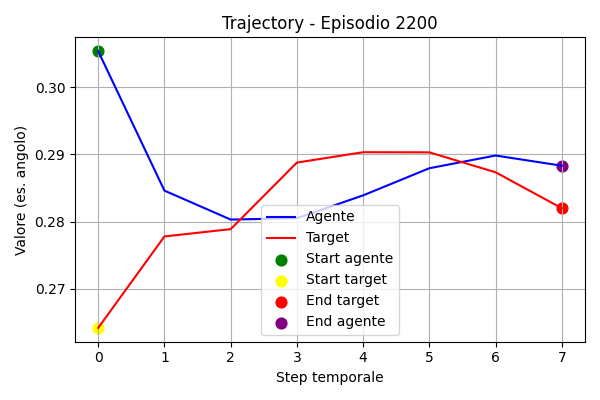 Trajectory - Episodio 2200
Valore (es. angolo)
0.30
0.29
0.28
0.27
Agente
Target
Start agente
Start target
End target
End agente
0 1 2 3 4 5 6 7
Step temporale